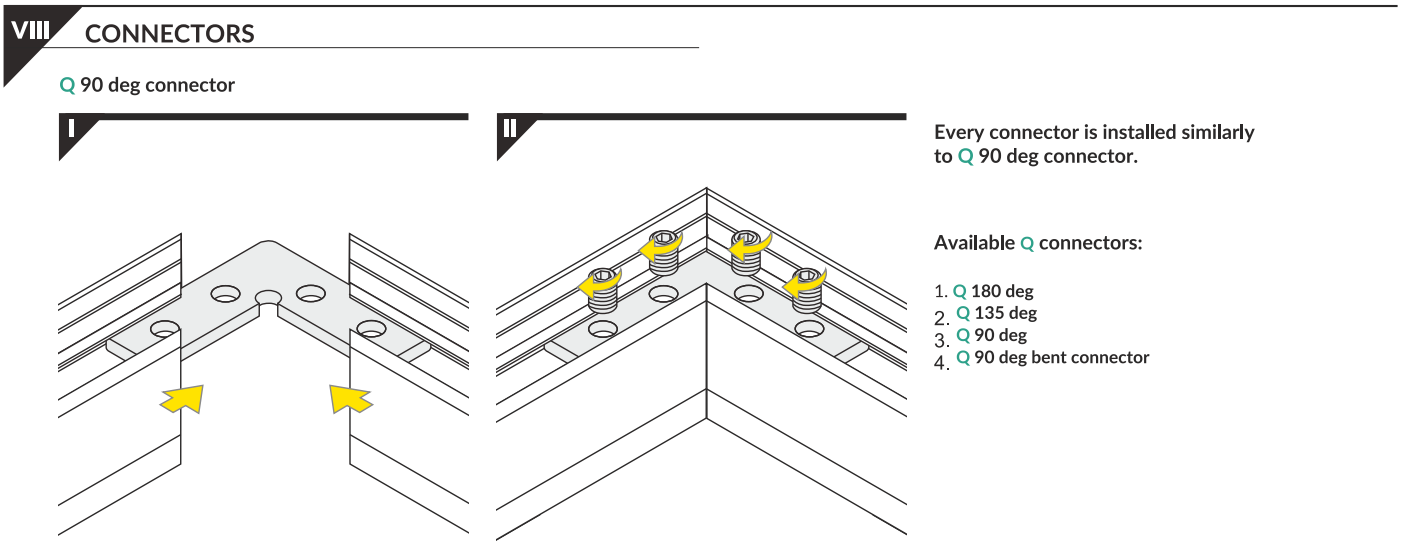 VIII
CONNECTORS
Q 90 deg connector
I
II
Every connector is installed similarly
to Q 90 deg connector.
Available Q connectors:
1. Q 180 deg
2. Q 135 deg
3. Q 90 deg
4. Q 90 deg bent connector